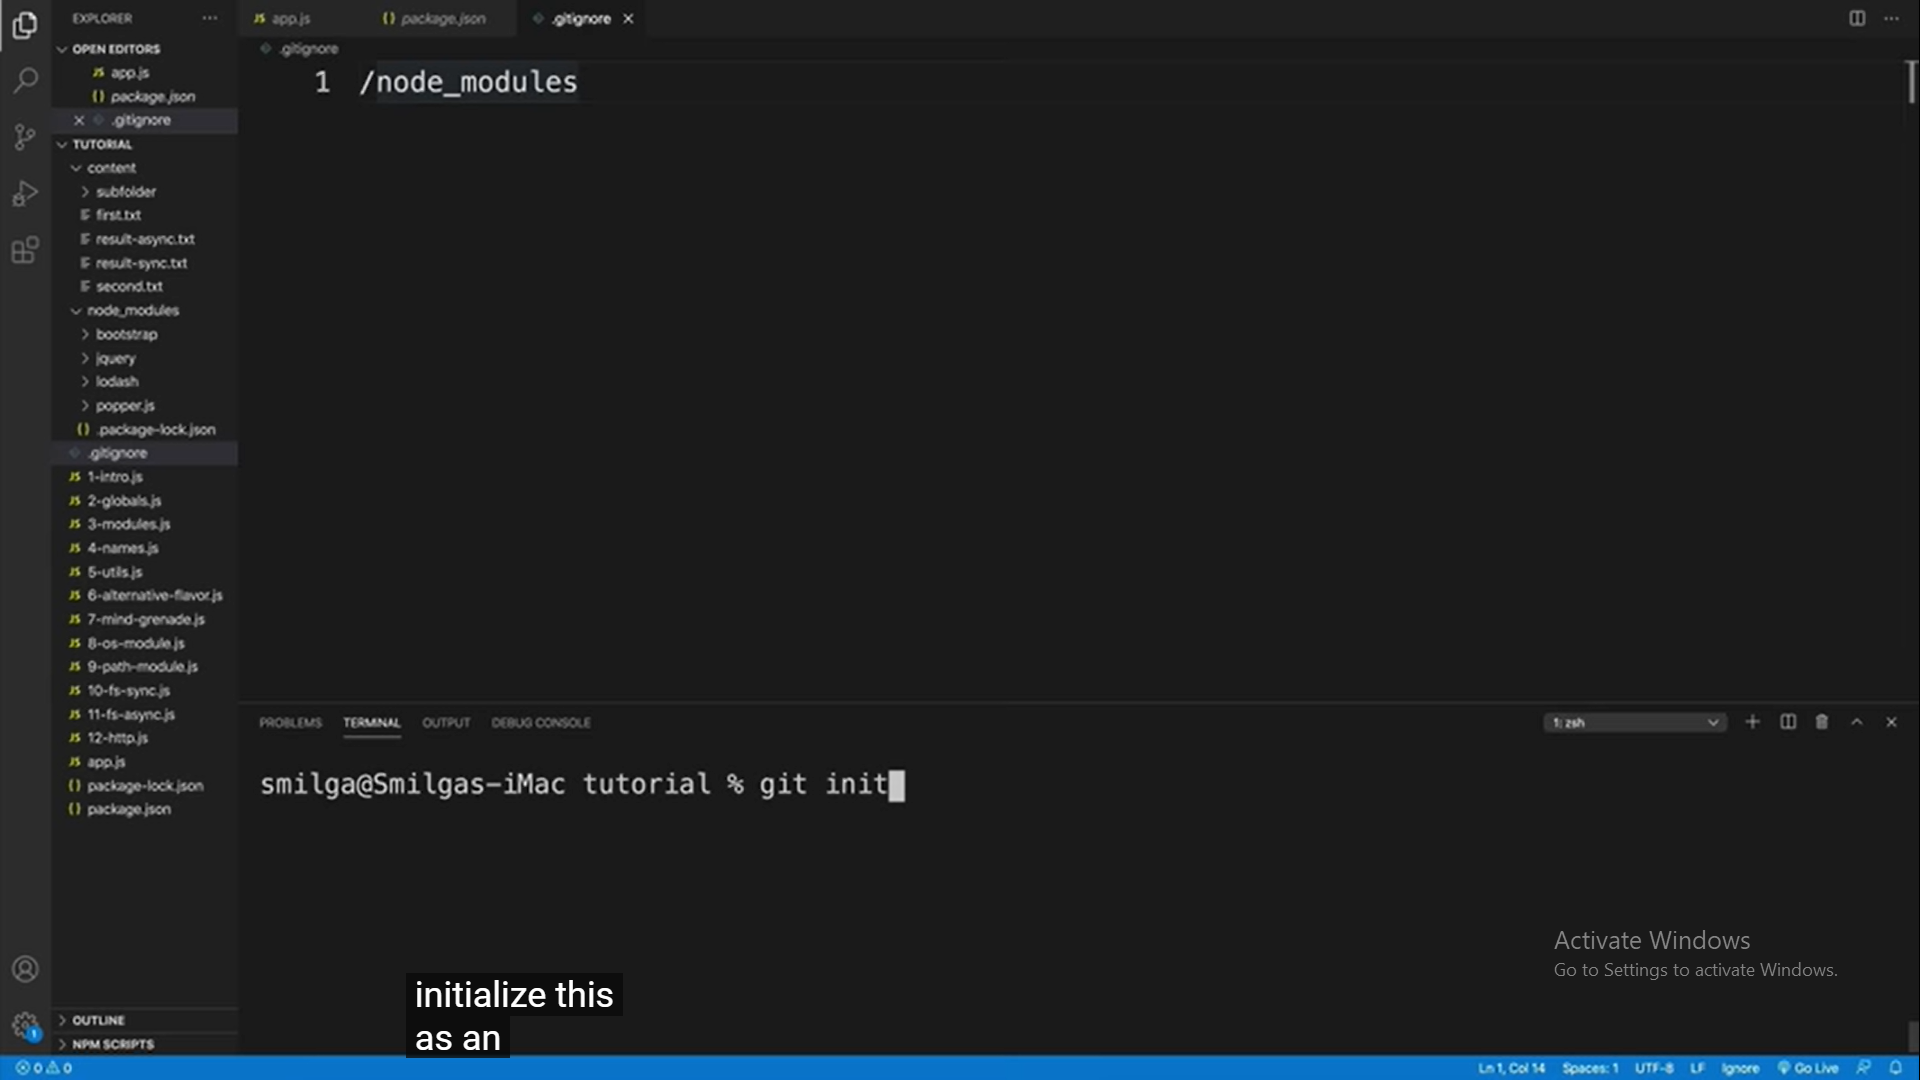 EXPLORER
OPEN EDITORS
JS app.js
{} package.json
.gitignore
TUTORIAL
content
subfolder
first.txt
result-async.txt
result-sync.txt
second.txt
node_modules
bootstrap
jquery
lodash
popper.js
{} .package-lock.json
.gitignore
JS 1-intro.js
JS 2-globals.js
JS 3-modules.js
JS 4-names.js
JS 5-utils.js
JS 6-alternative-flavor.js
JS 7-mind-grenade.js
JS 8-os-module.js
JS 9-path-module.js
JS 10-fs-sync.js
JS 11-fs-async.js
JS 12-http.js
JS app.js
{} package-lock.json
{} package.json
OUTLINE
NPM SCRIPTS
JS app.js {} package.json .gitignore
.gitignore
1 /node_modules
PROBLEMS TERMINAL OUTPUT DEBUG CONSOLE 1: zsh
smilga@Smilgas-iMac tutorial % git init
Activate Windows
Go to Settings to activate Windows.
initialize this
as an
1
0 0 Ln 1, Col 14 Spaces: 1 UTF-8 LF Ignore Go Live